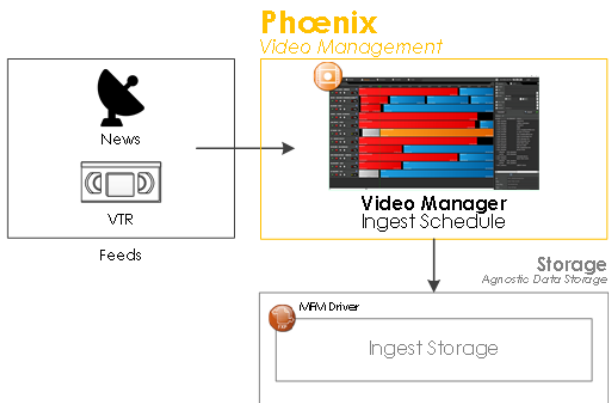 Phœnix
Video Management
News
VTR
Feeds
Video Manager
Ingest Schedule
Storage
Agnostic Data Storage
MFM Driver
Ingest Storage